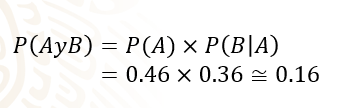 P(AyB) = P(A) × P(B|A)
= 0.46 × 0.36 ≅ 0.16